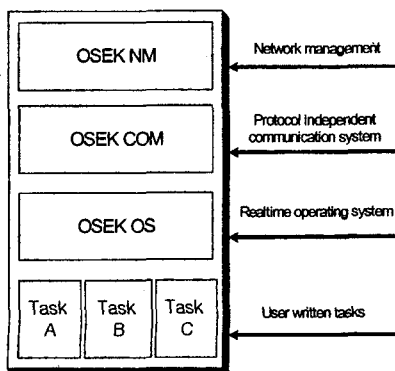 OSEK NM
Network management
OSEK COM
Protocol independent
communication system
OSEK OS
Realtime operating system
Task
A
Task
B
Task
C
User written tasks